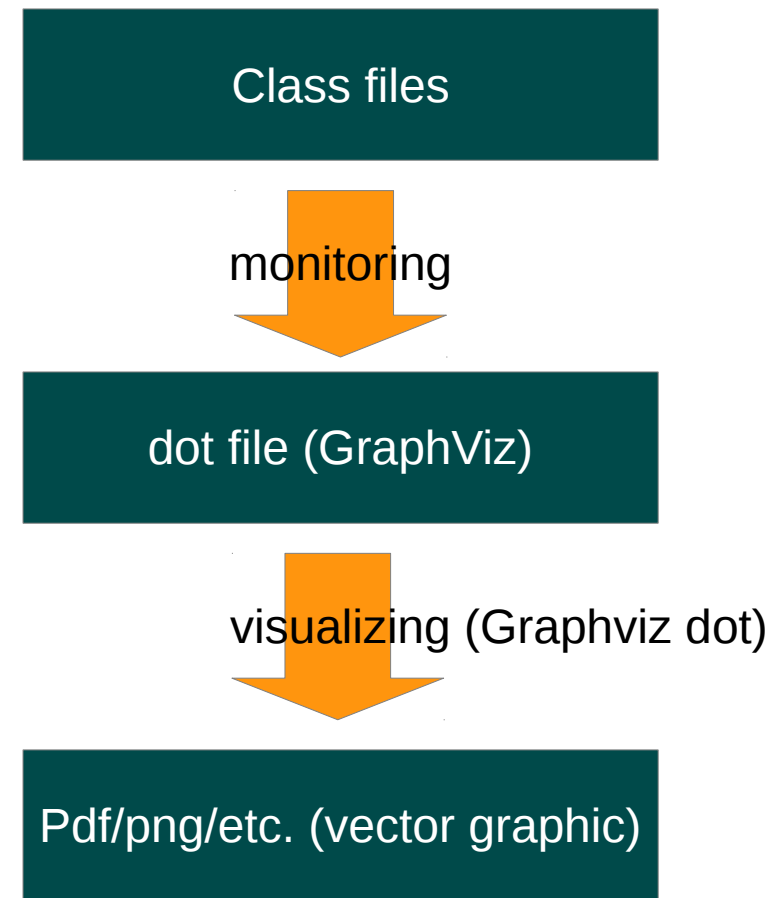 Class files
monitoring
dot file (GraphViz)
visualizing (Graphviz dot)
Pdf/png/etc. (vector graphic)